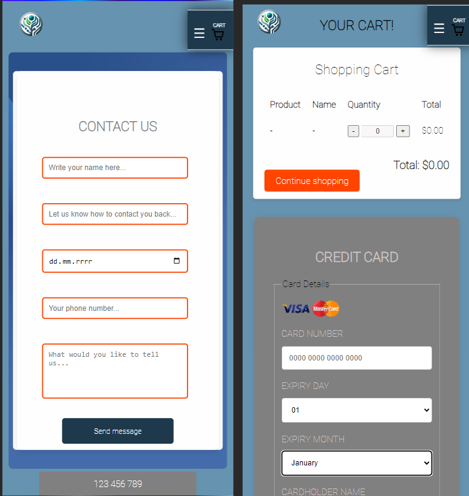 CART
CONTACT US
Write your name here...
Let us know how to contact you back...
dd.mm.rrrr
Your phone number...
What would you like to tell
us...
Send message
123 456 789
YOUR CART!
CART
Shopping Cart
Product Name Quantity Total
- - - 0 + $0.00
Total: $0.00
Continue shopping
CREDIT CARD
Card Details
VISA MasterCard
CARD NUMBER
0000 0000 0000 0000
EXPIRY DAY
01
EXPIRY MONTH
January
CARDHOLDER NAME